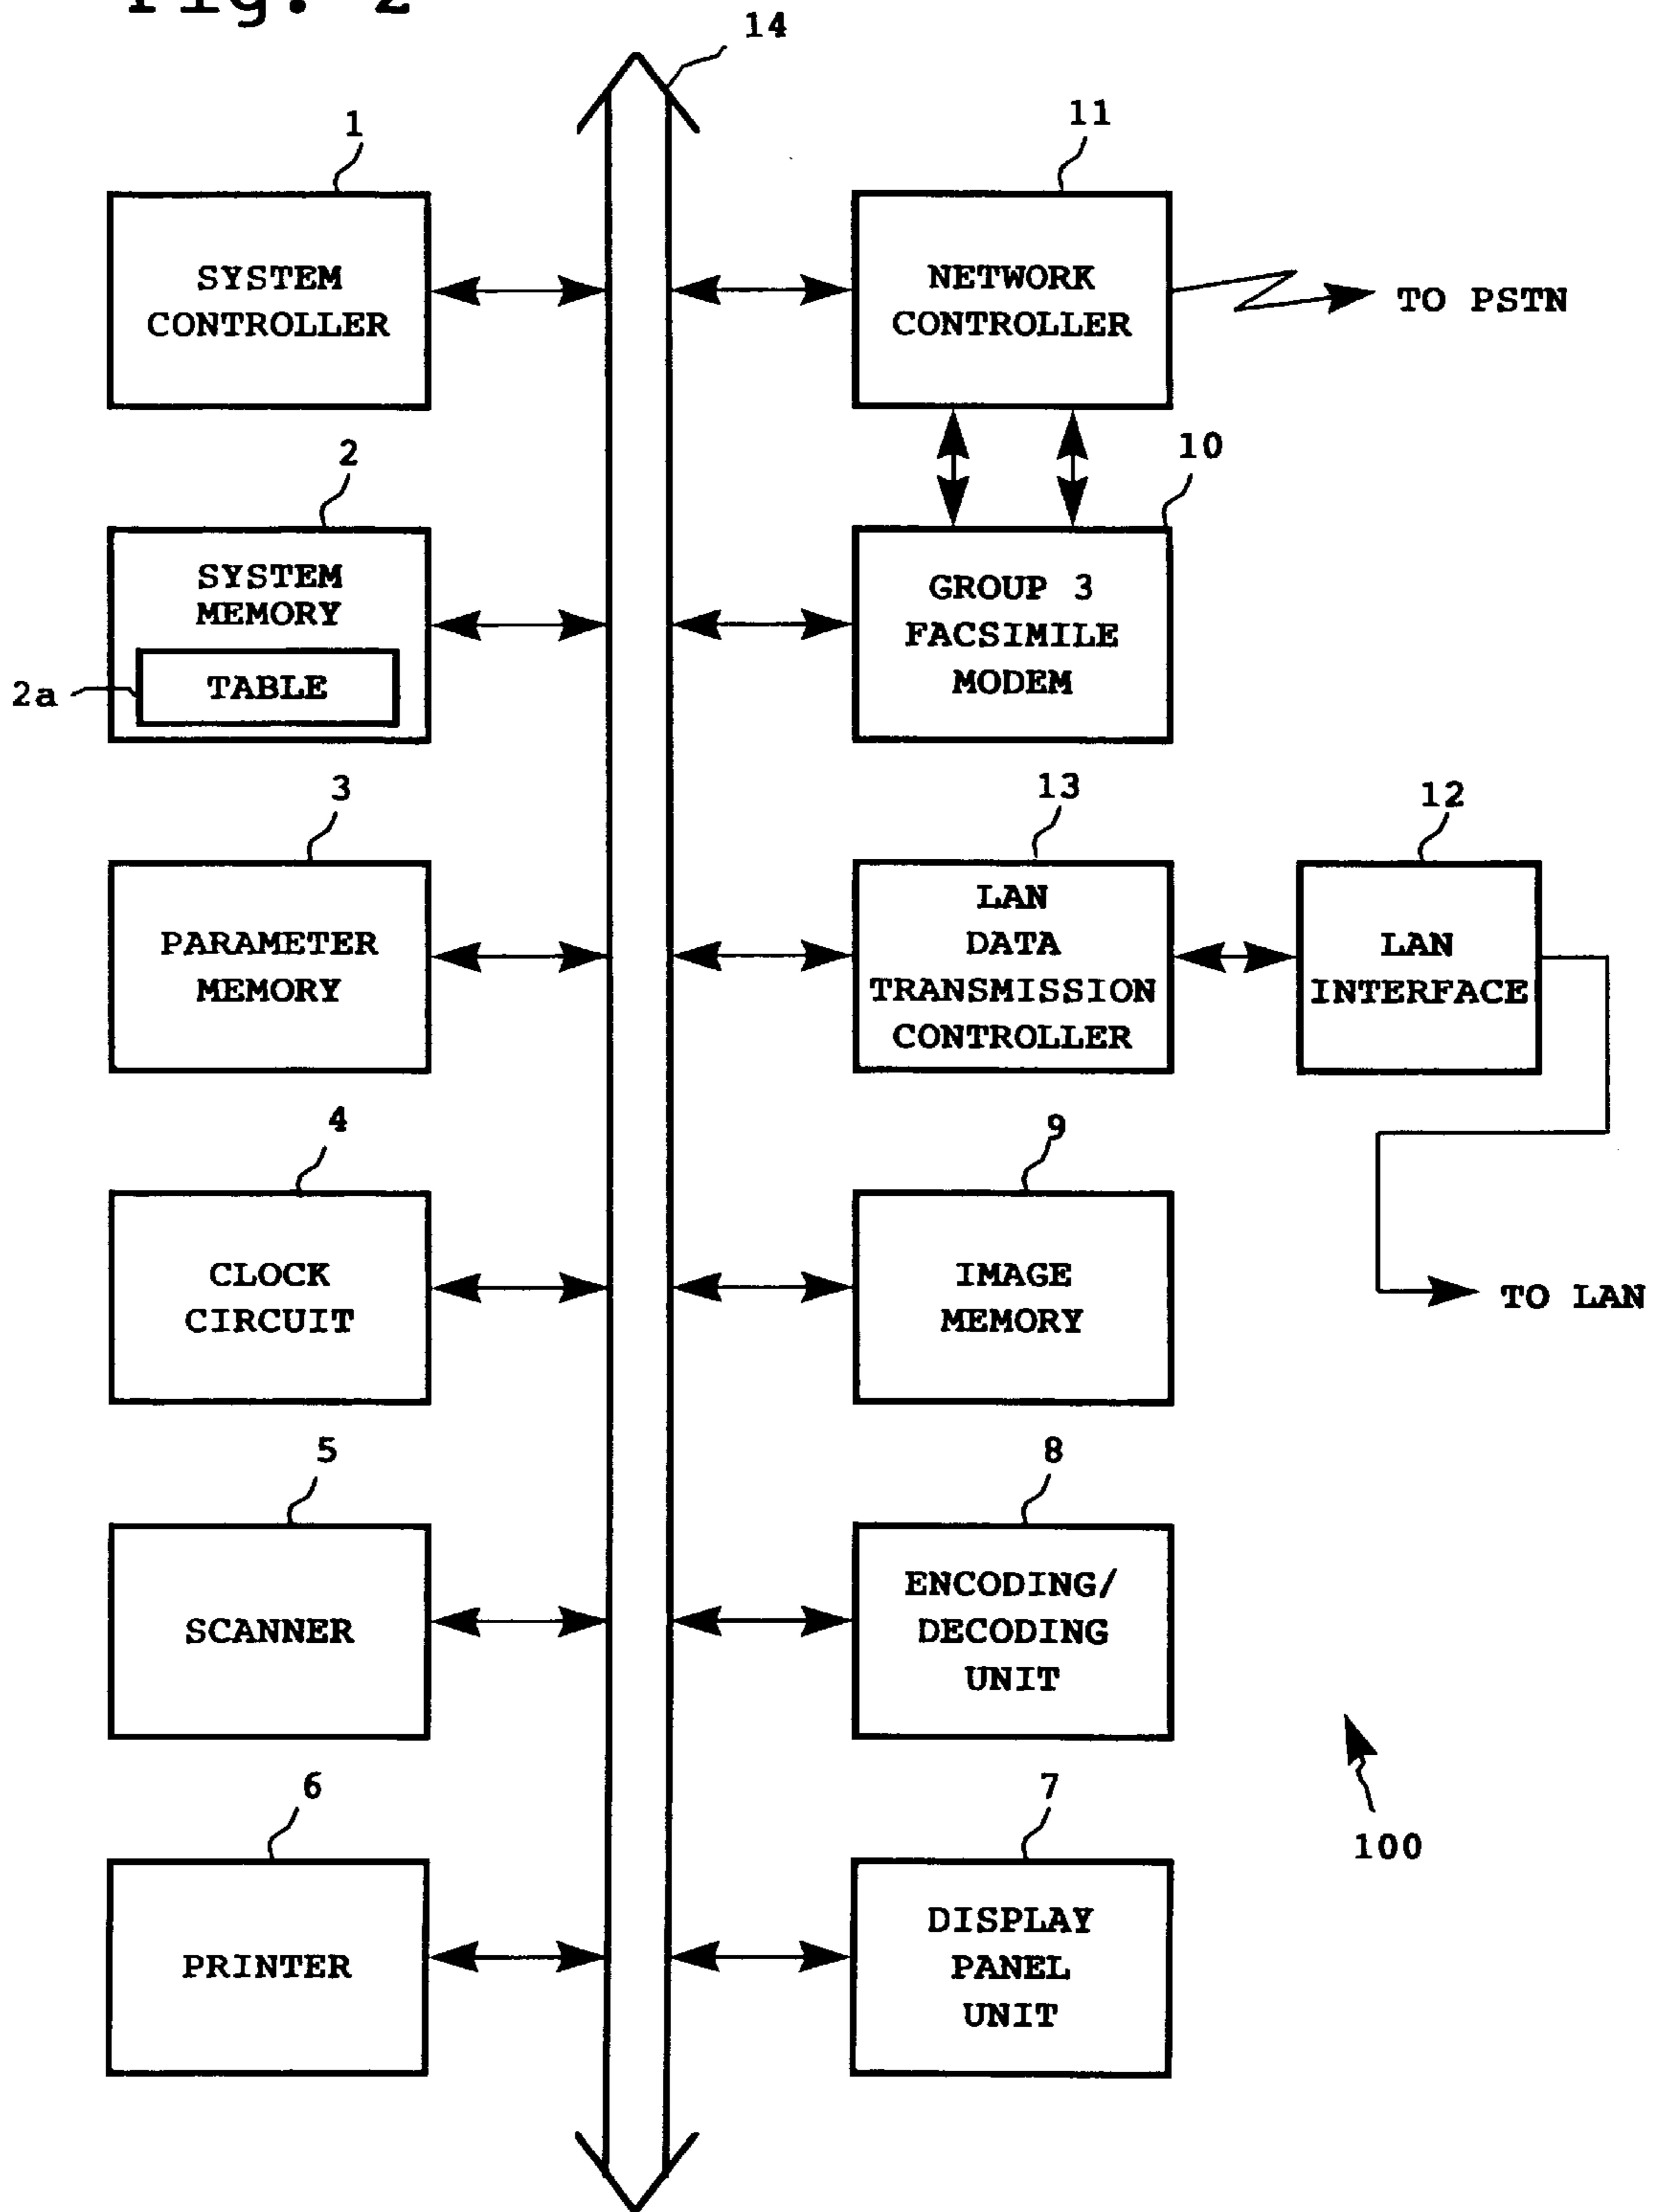 Fig. 2
14
1
SYSTEM
CONTROLLER
11
NETWORK
CONTROLLER
TO PSTN
2
SYSTEM
MEMORY
2a
TABLE
10
GROUP 3
FACSIMILE
MODEM
3
PARAMETER
MEMORY
13
LAN
DATA
TRANSMISSION
CONTROLLER
12
LAN
INTERFACE
TO LAN
4
CLOCK
CIRCUIT
9
IMAGE
MEMORY
5
SCANNER
8
ENCODING/
DECODING
UNIT
6
PRINTER
7
DISPLAY
PANEL
UNIT
100